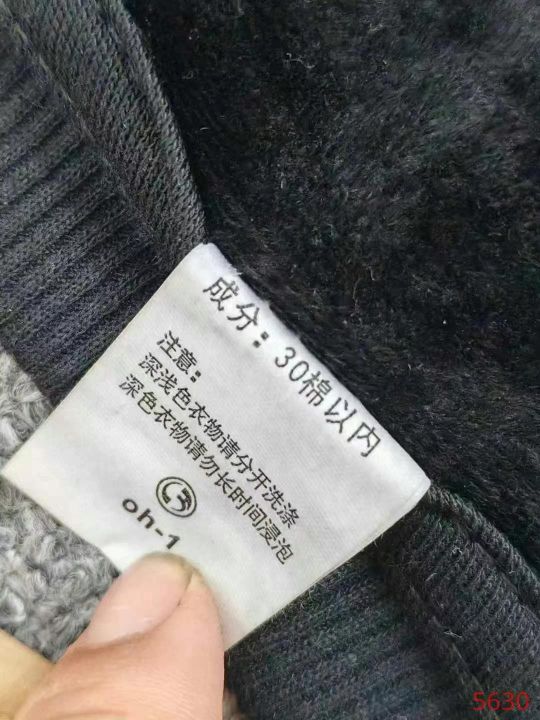 成分：30棉以内
注意：
深浅色衣物请分开洗涤
深色衣物请勿长时间浸泡
oh-1
5630